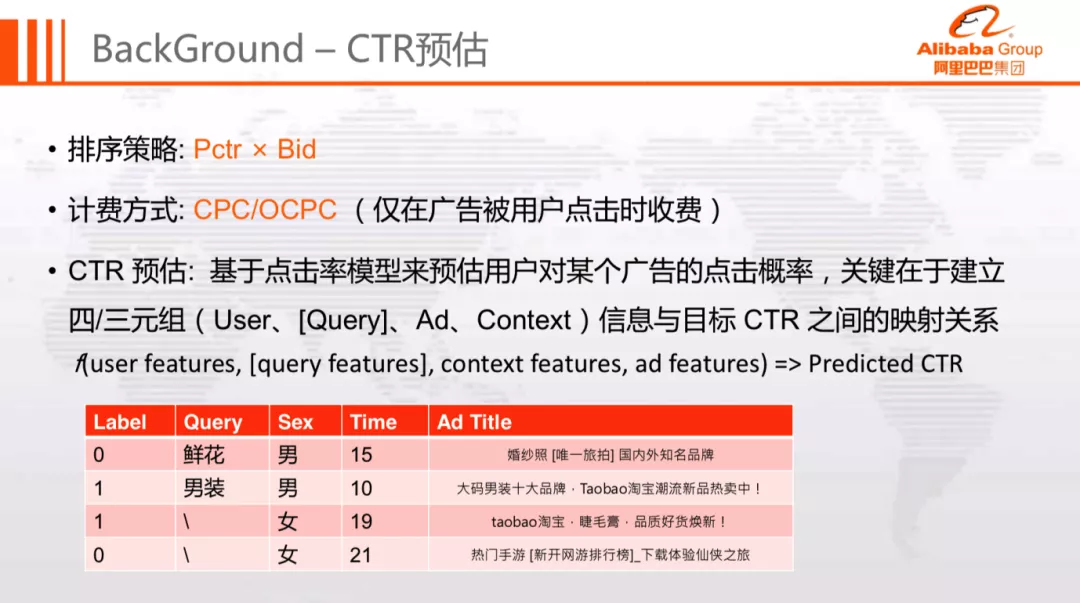 BackGround – CTR预估
Alibaba Group
阿里巴巴集团
• 排序策略: Pctr × Bid
• 计费方式: CPC/OCPC （仅在广告被用户点击时收费）
• CTR 预估: 基于点击率模型来预估用户对某个广告的点击概率，关键在于建立
四/三元组（User、[Query]、Ad、Context）信息与目标 CTR 之间的映射关系
f(user features, [query features], context features, ad features) => Predicted CTR
Label Query Sex Time Ad Title
0 鲜花 男 15 婚纱照 [唯一旅拍] 国内外知名品牌
1 男装 男 10 大码男装十大品牌 · Taobao淘宝潮流新品热卖中！
1 \ 女 19 taobao淘宝 · 睫毛膏 · 品质好货焕新！
0 \ 女 21 热门手游 [新开网游排行榜]_下载体验仙侠之旅